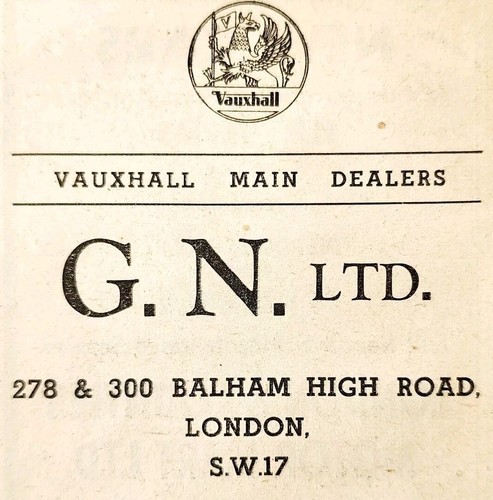 V
Vauxhall
VAUXHALL MAIN DEALERS
G. N. LTD.
278 & 300 BALHAM HIGH ROAD,
LONDON,
S.W.17